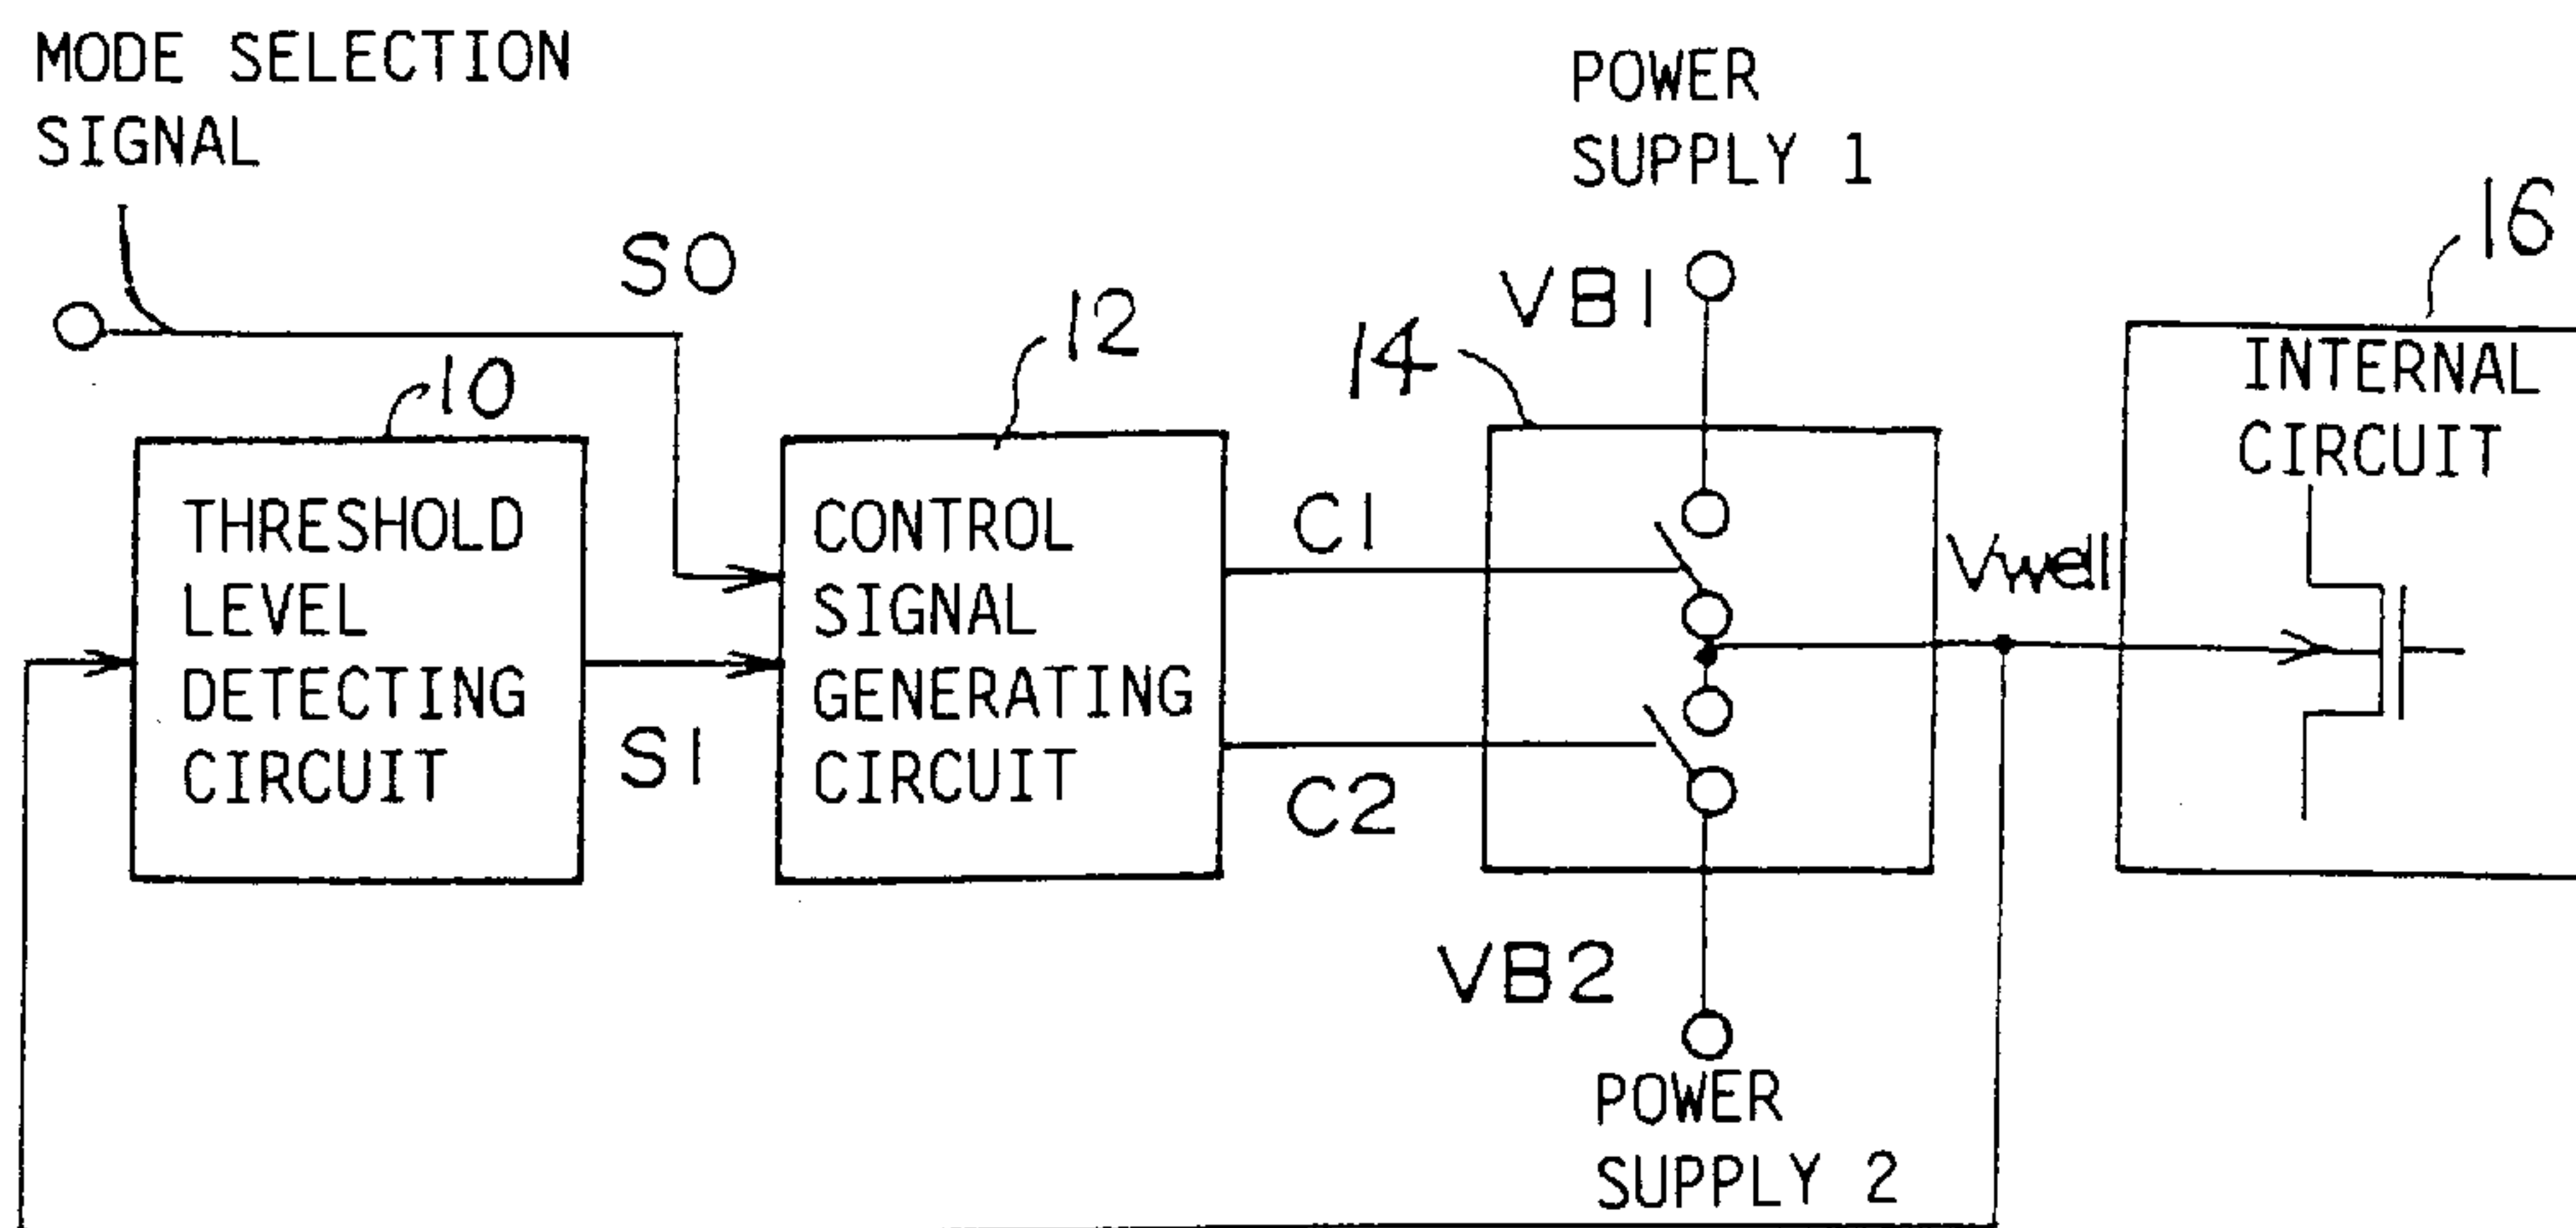 MODE SELECTION
SIGNAL
S0
10
THRESHOLD
LEVEL
DETECTING
CIRCUIT
S1
12
CONTROL
SIGNAL
GENERATING
CIRCUIT
C1
C2
14
POWER
SUPPLY 1
VB1
VB2
POWER
SUPPLY 2
Vwell
16
INTERNAL
CIRCUIT